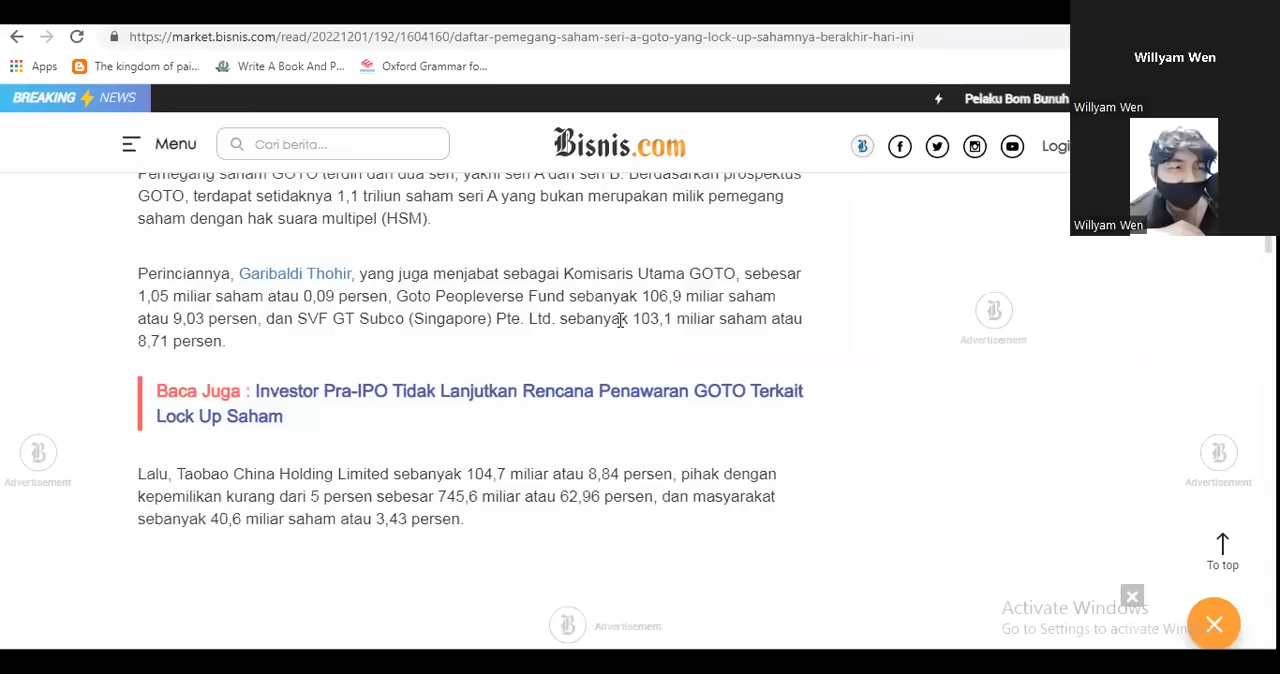 https://market.bisnis.com/read/20221201/192/1604160/daftar-pemegang-saham-seri-a-goto-yang-lock-up-sahamnya-berakhir-hari-ini
Apps
The kingdom of pai...
Write A Book And P...
Oxford Grammar fo...
Willyam Wen
Willyam Wen
Willyam Wen
BREAKING NEWS
Pelaku Bom Bunuh
Menu
Cari berita...
Bisnis.com
Logi
Pemegang saham GOTO terdiri dari dua seri, yakni seri A dan seri B. Berdasarkan prospektus
GOTO, terdapat setidaknya 1,1 triliun saham seri A yang bukan merupakan milik pemegang
saham dengan hak suara multipel (HSM).
Perinciannya, Garibaldi Thohir, yang juga menjabat sebagai Komisaris Utama GOTO, sebesar
1,05 miliar saham atau 0,09 persen, Goto Peopleverse Fund sebanyak 106,9 miliar saham
atau 9,03 persen, dan SVF GT Subco (Singapore) Pte. Ltd. sebanyak 103,1 miliar saham atau
8,71 persen.
Baca Juga : Investor Pra-IPO Tidak Lanjutkan Rencana Penawaran GOTO Terkait
Lock Up Saham
Lalu, Taobao China Holding Limited sebanyak 104,7 miliar atau 8,84 persen, pihak dengan
kepemilikan kurang dari 5 persen sebesar 745,6 miliar atau 62,96 persen, dan masyarakat
sebanyak 40,6 miliar saham atau 3,43 persen.
Advertisement
Advertisement
Advertisement
Advertisement
To top
Activate Windows
Go to Settings to activate Win